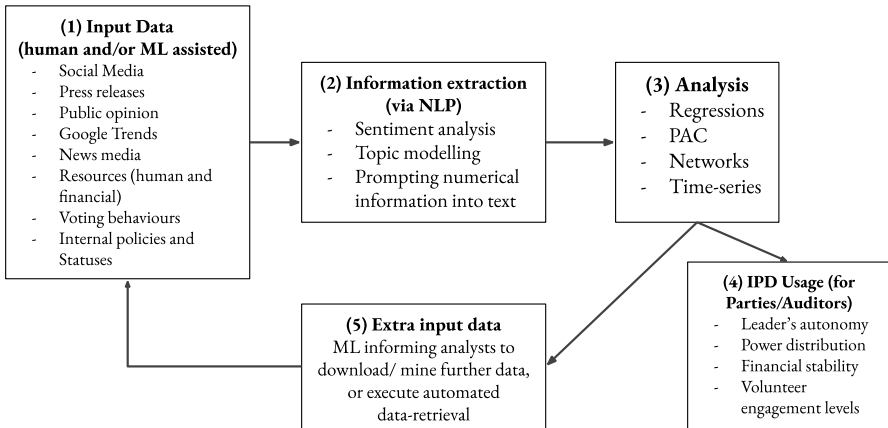 (1) Input Data
(human and/or ML assisted)
- Social Media
- Press releases
- Public opinion
- Google Trends
- News media
- Resources (human and
financial)
- Voting behaviours
- Internal policies and
Statuses
(2) Information extraction
(via NLP)
- Sentiment analysis
- Topic modelling
- Prompting numerical
information into text
(3) Analysis
- Regressions
- PAC
- Networks
- Time-series
(4) IPD Usage (for
Parties/Auditors)
- Leader's autonomy
- Power distribution
- Financial stability
- Volunteer
engagement levels
(5) Extra input data
ML informing analysts to
download/ mine further data,
or execute automated
data-retrieval